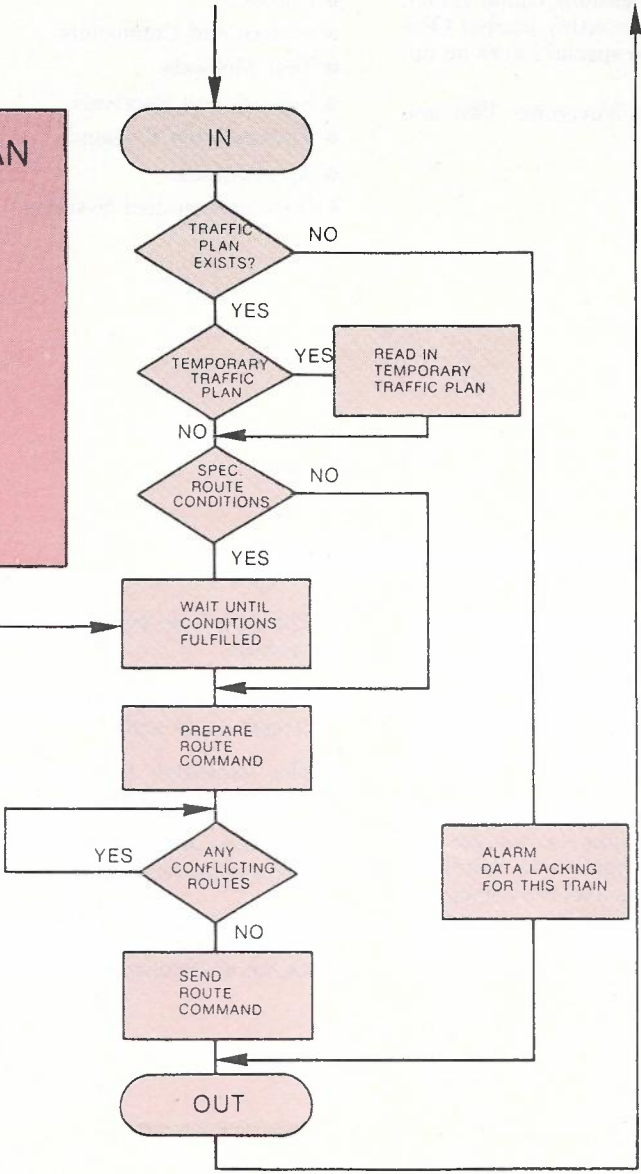 AN
IN
TRAFFIC
PLAN
EXISTS?
NO
YES
TEMPORARY
TRAFFIC
PLAN
YES
READ IN
TEMPORARY
TRAFFIC PLAN
NO
SPEC.
ROUTE
CONDITIONS
NO
YES
WAIT UNTIL
CONDITIONS
FULFILLED
PREPARE
ROUTE
COMMAND
YES
ANY
CONFLICTING
ROUTES
NO
ALARM
DATA LACKING
FOR THIS TRAIN
SEND
ROUTE
COMMAND
OUT